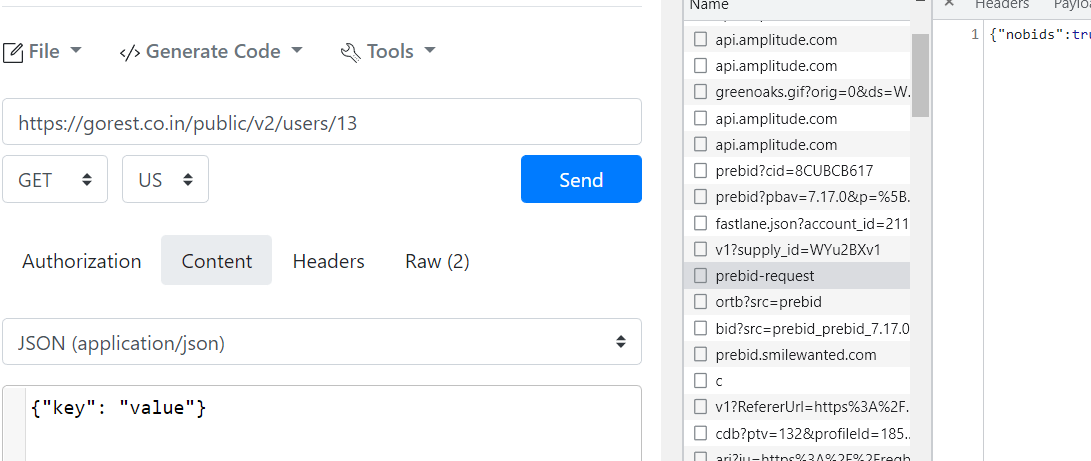 File
Generate Code
Tools
https://gorest.co.in/public/v2/users/13
GET
US
Send
Authorization
Content
Headers
Raw (2)
JSON (application/json)
{"key": "value"}
Name
api.amplitude.com
api.amplitude.com
greenoaks.gif?orig=0&ds=W...
api.amplitude.com
api.amplitude.com
prebid?cid=8CUBCB617
prebid?pbav=7.17.0&p=%5B...
fastlane.json?account_id=211
v1?supply_id=WYu2BXv1
prebid-request
ortb?src=prebid
bid?src=prebid_prebid_7.17.0
prebid.smilewanted.com
c
v1?RefererUrl=https%3A%2F...
cdb?ptv=132&profileId=185...
Headers
Payloa
1
{"nobids":tru